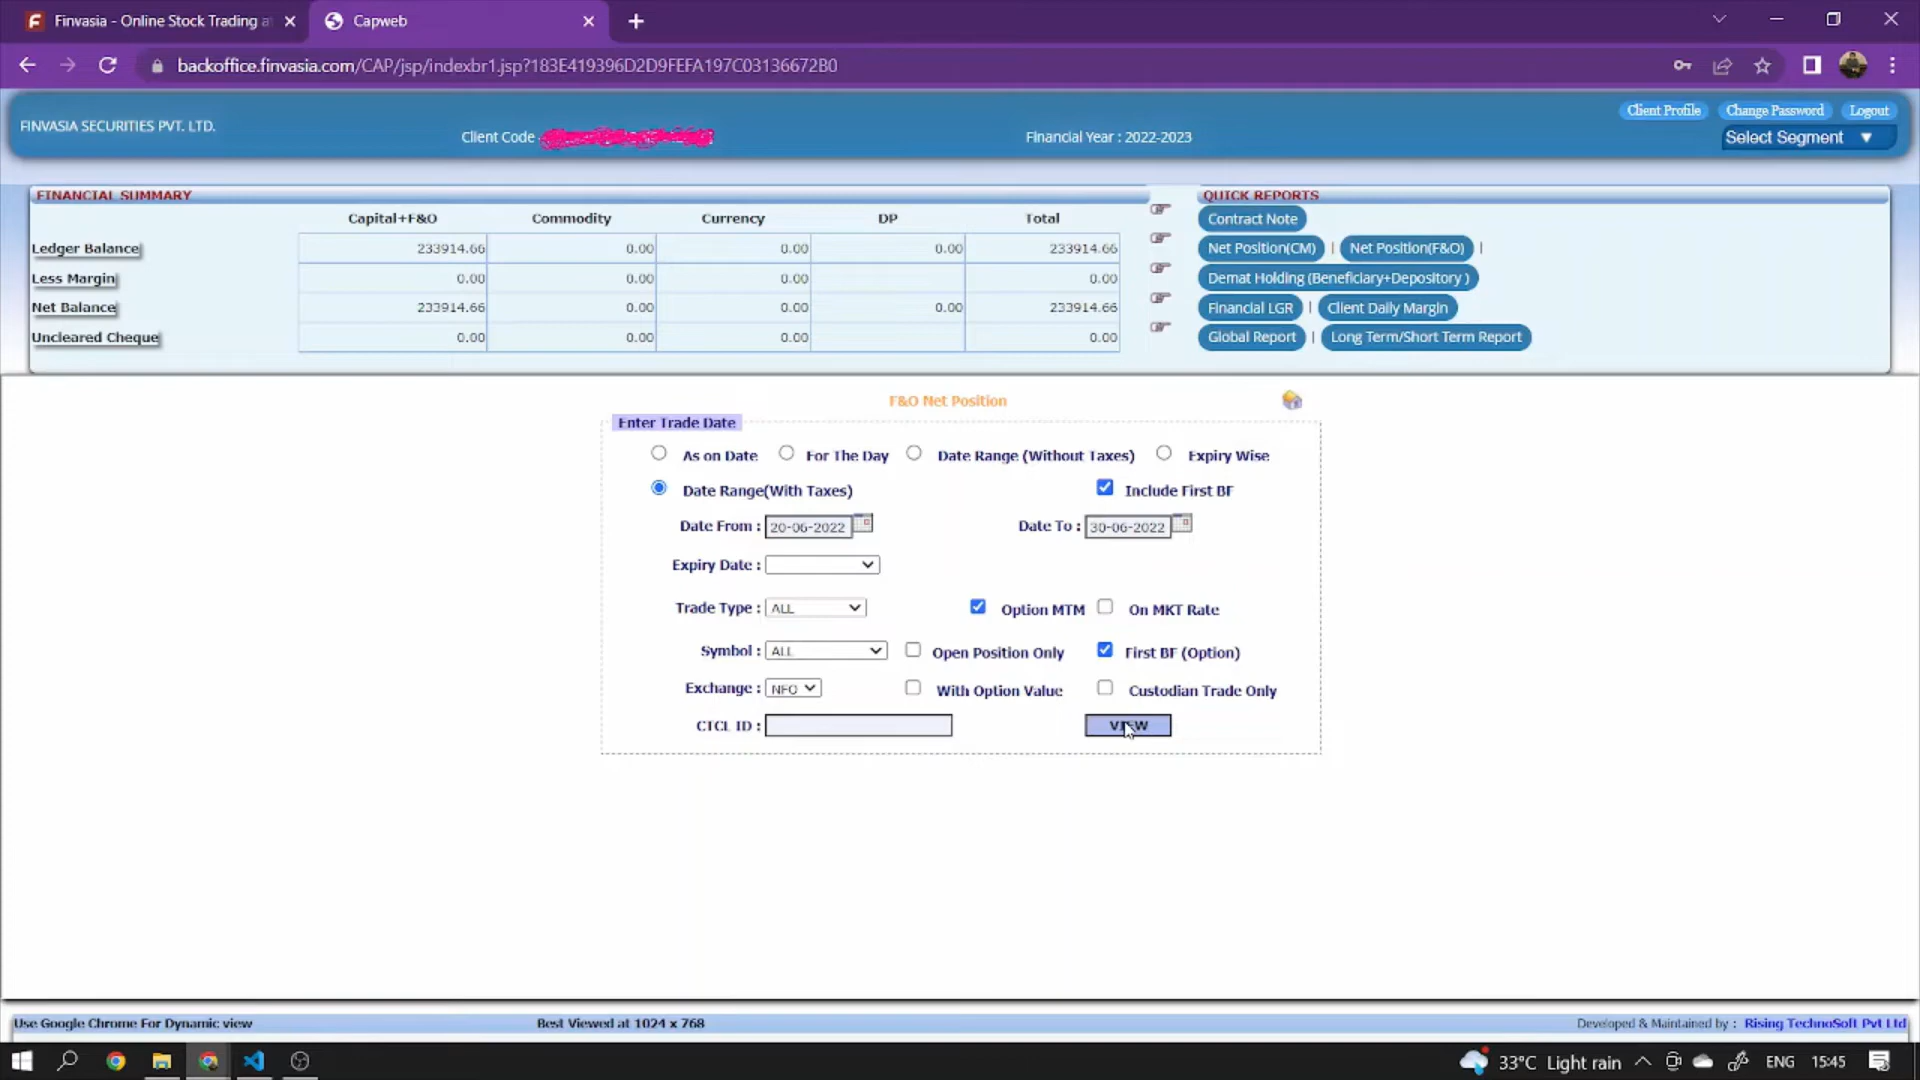 Finvasia - Online Stock Trading a
Capweb
backoffice.finvasia.com/CAP/jsp/indexbr1.jsp?183E419396D2D9FEFA197C03136672B0
Client Profile Change Password Logout
FINVASIA SECURITIES PVT. LTD.
Client Code
Financial Year : 2022-2023
Select Segment
FINANCIAL SUMMARY
Capital+F&O Commodity Currency DP Total
Ledger Balance 233914.66 0.00 0.00 0.00 233914.66
Less Margin 0.00 0.00 0.00 0.00
Net Balance 233914.66 0.00 0.00 0.00 233914.66
Uncleared Cheque 0.00 0.00 0.00 0.00
QUICK REPORTS
Contract Note
Net Position(CM) | Net Position(F&O) |
Demat Holding (Beneficiary+Depository )
Financial LGR | Client Daily Margin
Global Report | Long Term/Short Term Report
F&O Net Position
Enter Trade Date
As on Date For The Day Date Range (Without Taxes) Expiry Wise
Date Range(With Taxes) Include First BF
Date From : 20-06-2022 Date To : 30-06-2022
Expiry Date :
Trade Type : ALL Option MTM On MKT Rate
Symbol : ALL Open Position Only First BF (Option)
Exchange : NFO With Option Value Custodian Trade Only
CTCL ID : VIEW
Use Google Chrome For Dynamic view
Best Viewed at 1024 x 768
Developed & Maintained by : Rising TechnoSoft Pvt Ltd
33°C Light rain ENG 15:45